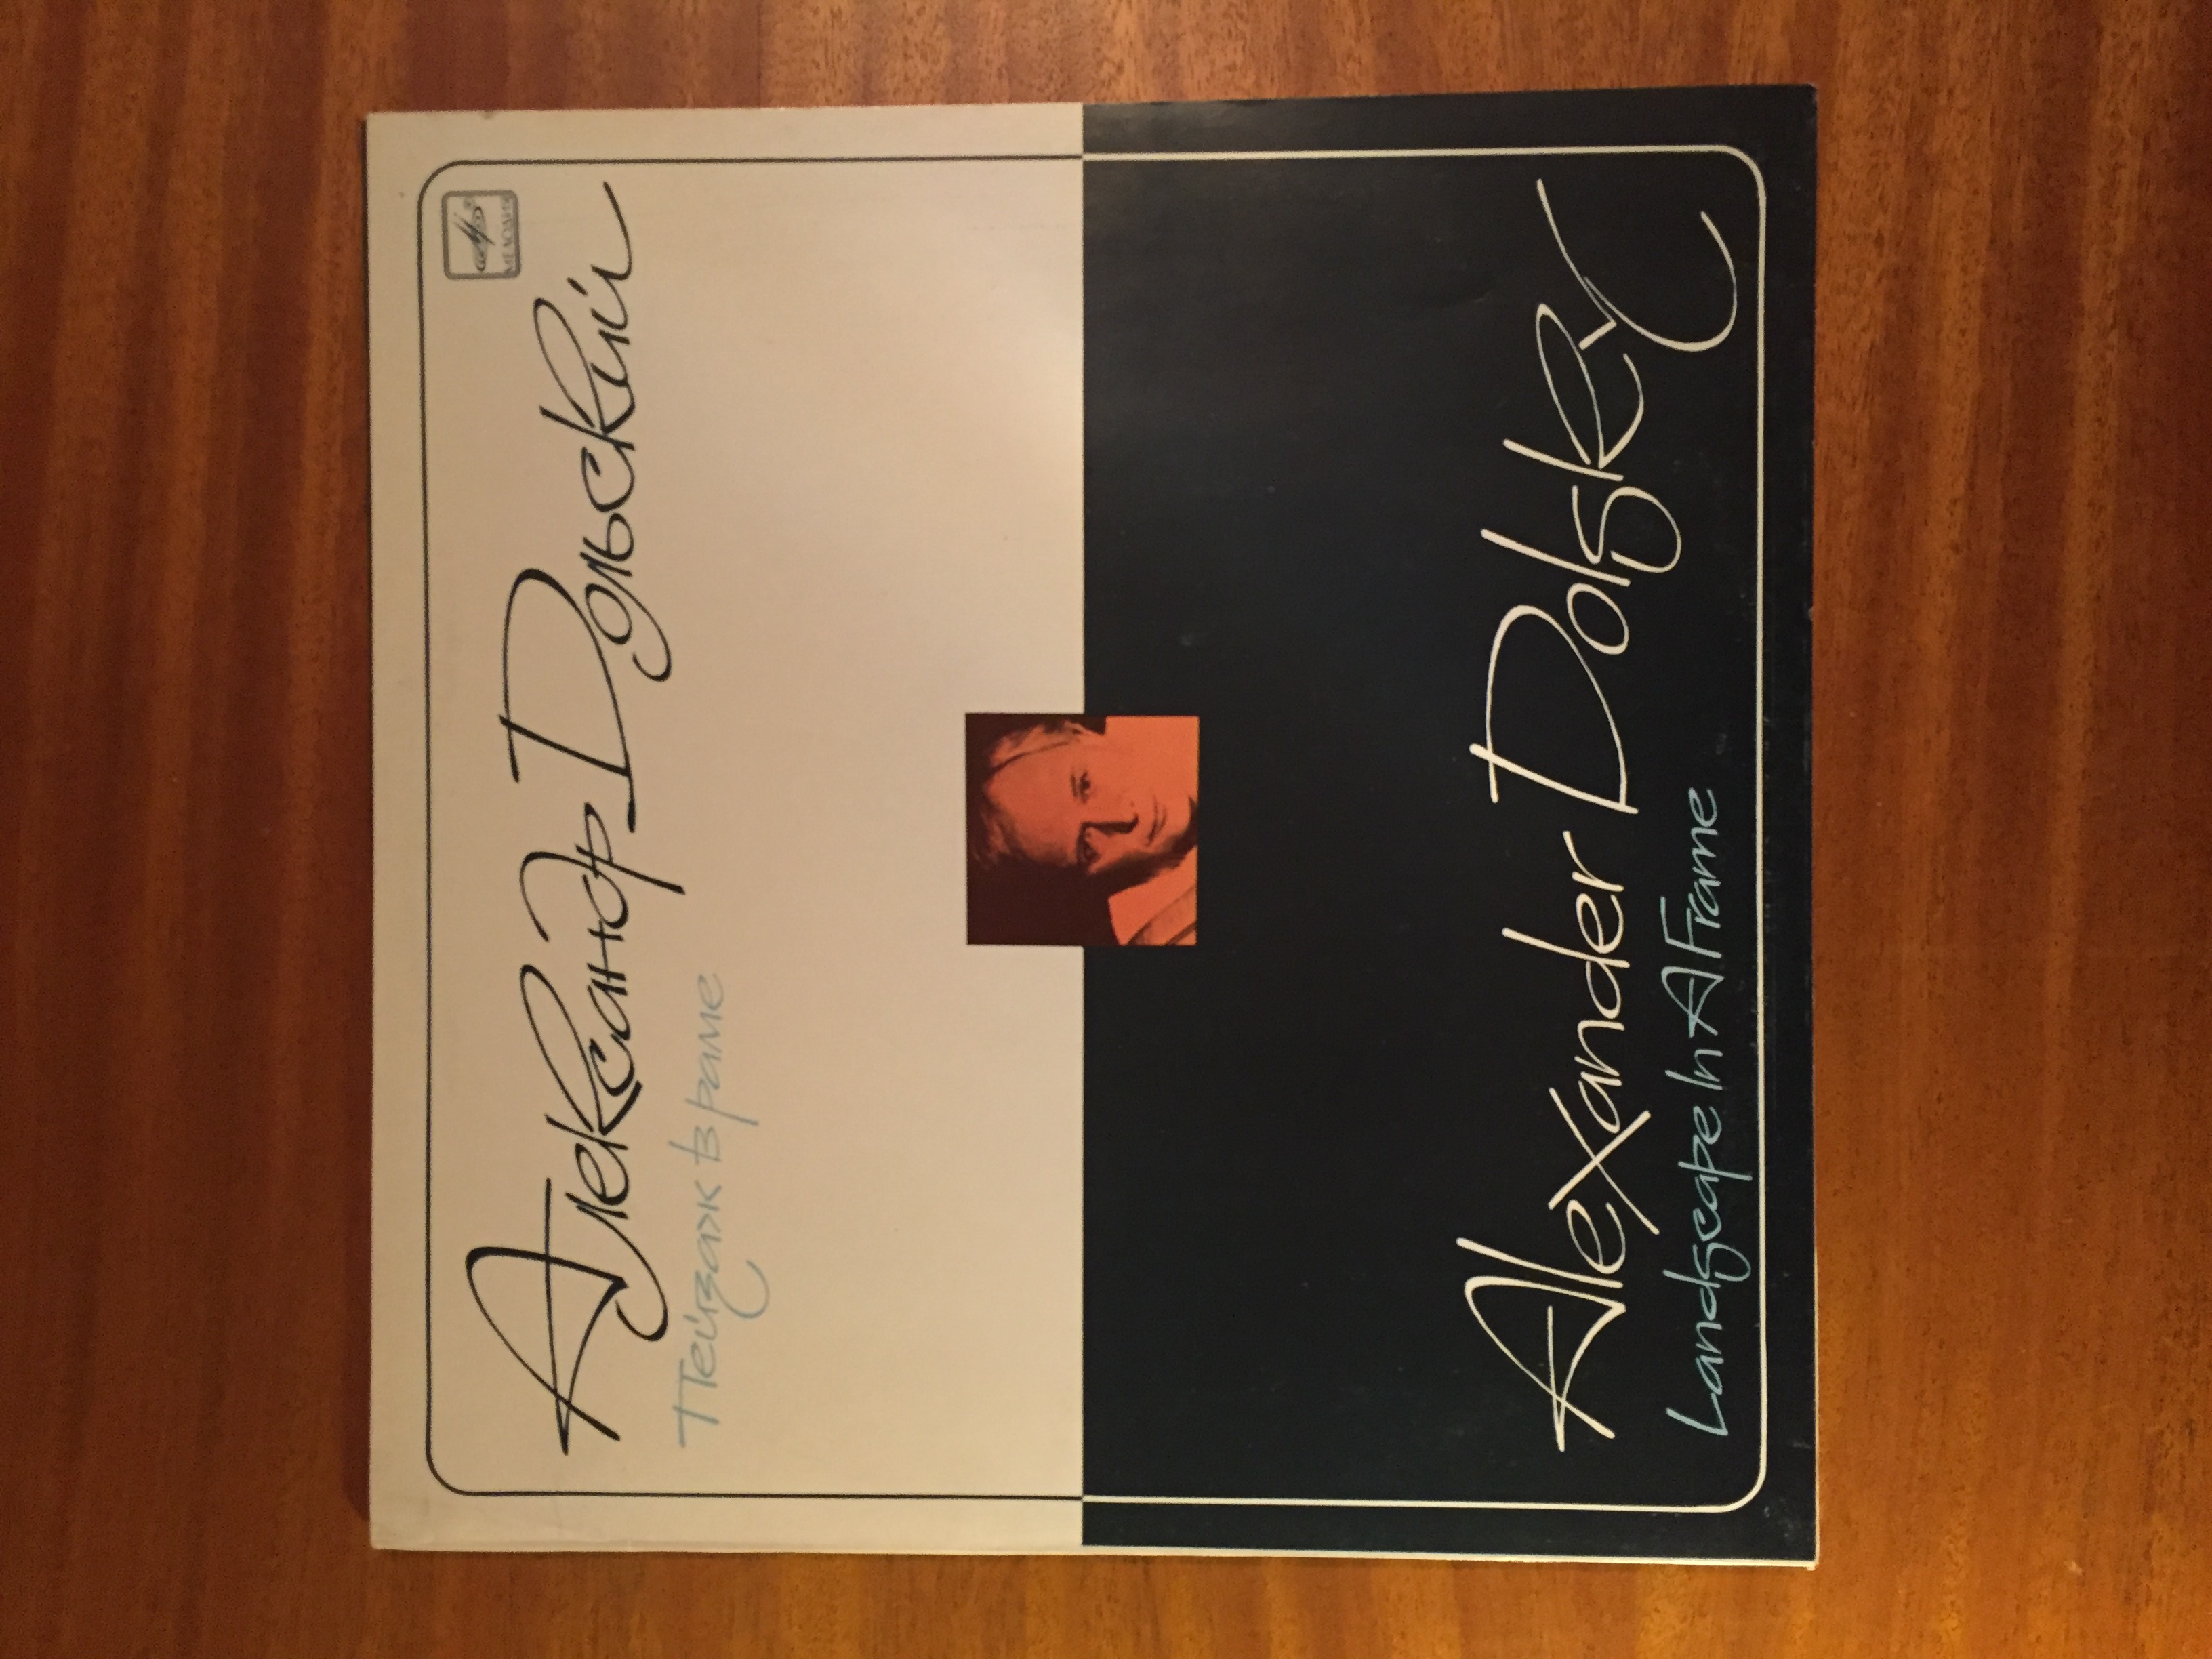 МЕЛОДИЯ
Александр Дольский
Пейзаж в раме
Alexander Dolsky
Landscape In A Frame